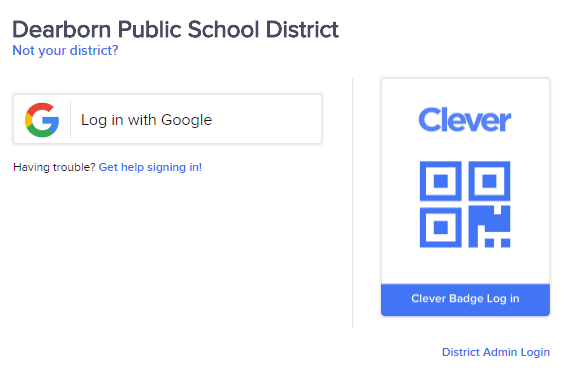 Dearborn Public School District
Not your district?
Log in with Google
Having trouble? Get help signing in!
Clever
Clever Badge Log in
District Admin Login